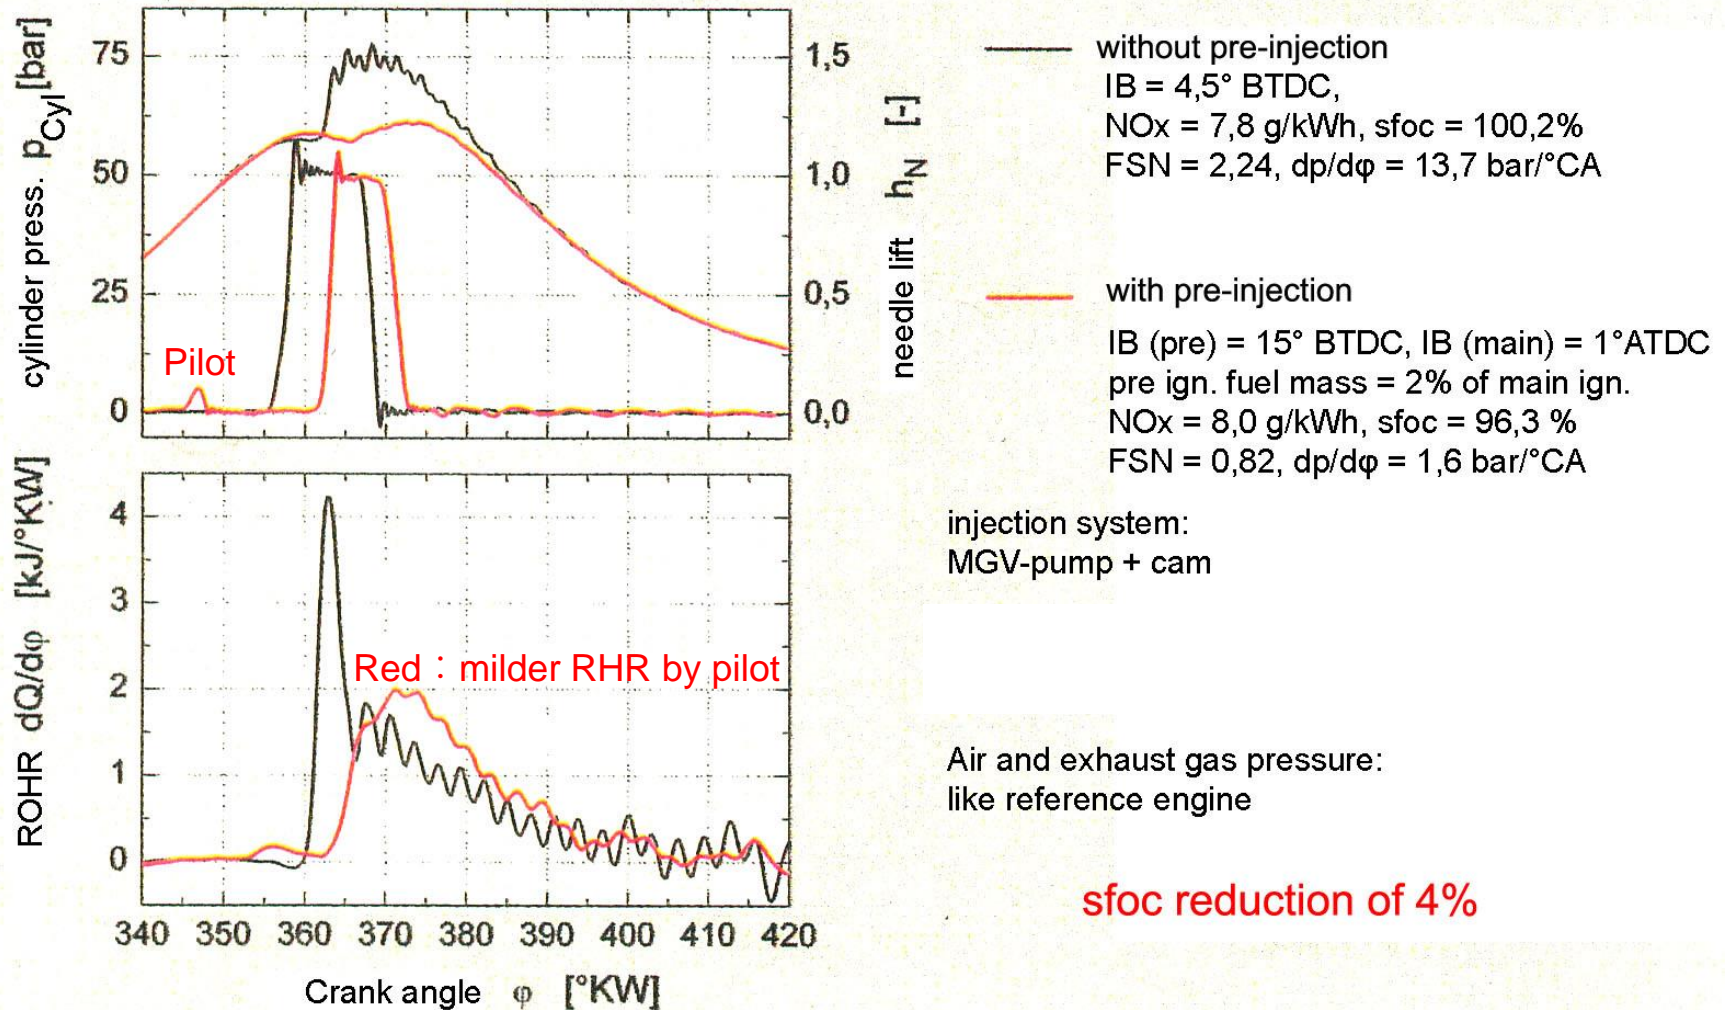 cylinder press. pCyl [bar]
75
50
25
0
1,5
1,0
0,5
0,0
needle lift hN [-]
Pilot
ROHR dQ/dφ [kJ/°KW]
4
3
2
1
0
Red：milder RHR by pilot
340 350 360 370 380 390 400 410 420
Crank angle φ [°KW]
without pre-injection
IB = 4,5° BTDC,
NOx = 7,8 g/kWh, sfoc = 100,2%
FSN = 2,24, dp/dφ = 13,7 bar/°CA
with pre-injection
IB (pre) = 15° BTDC, IB (main) = 1°ATDC
pre ign. fuel mass = 2% of main ign.
NOx = 8,0 g/kWh, sfoc = 96,3 %
FSN = 0,82, dp/dφ = 1,6 bar/°CA
injection system:
MGV-pump + cam
Air and exhaust gas pressure:
like reference engine
sfoc reduction of 4%